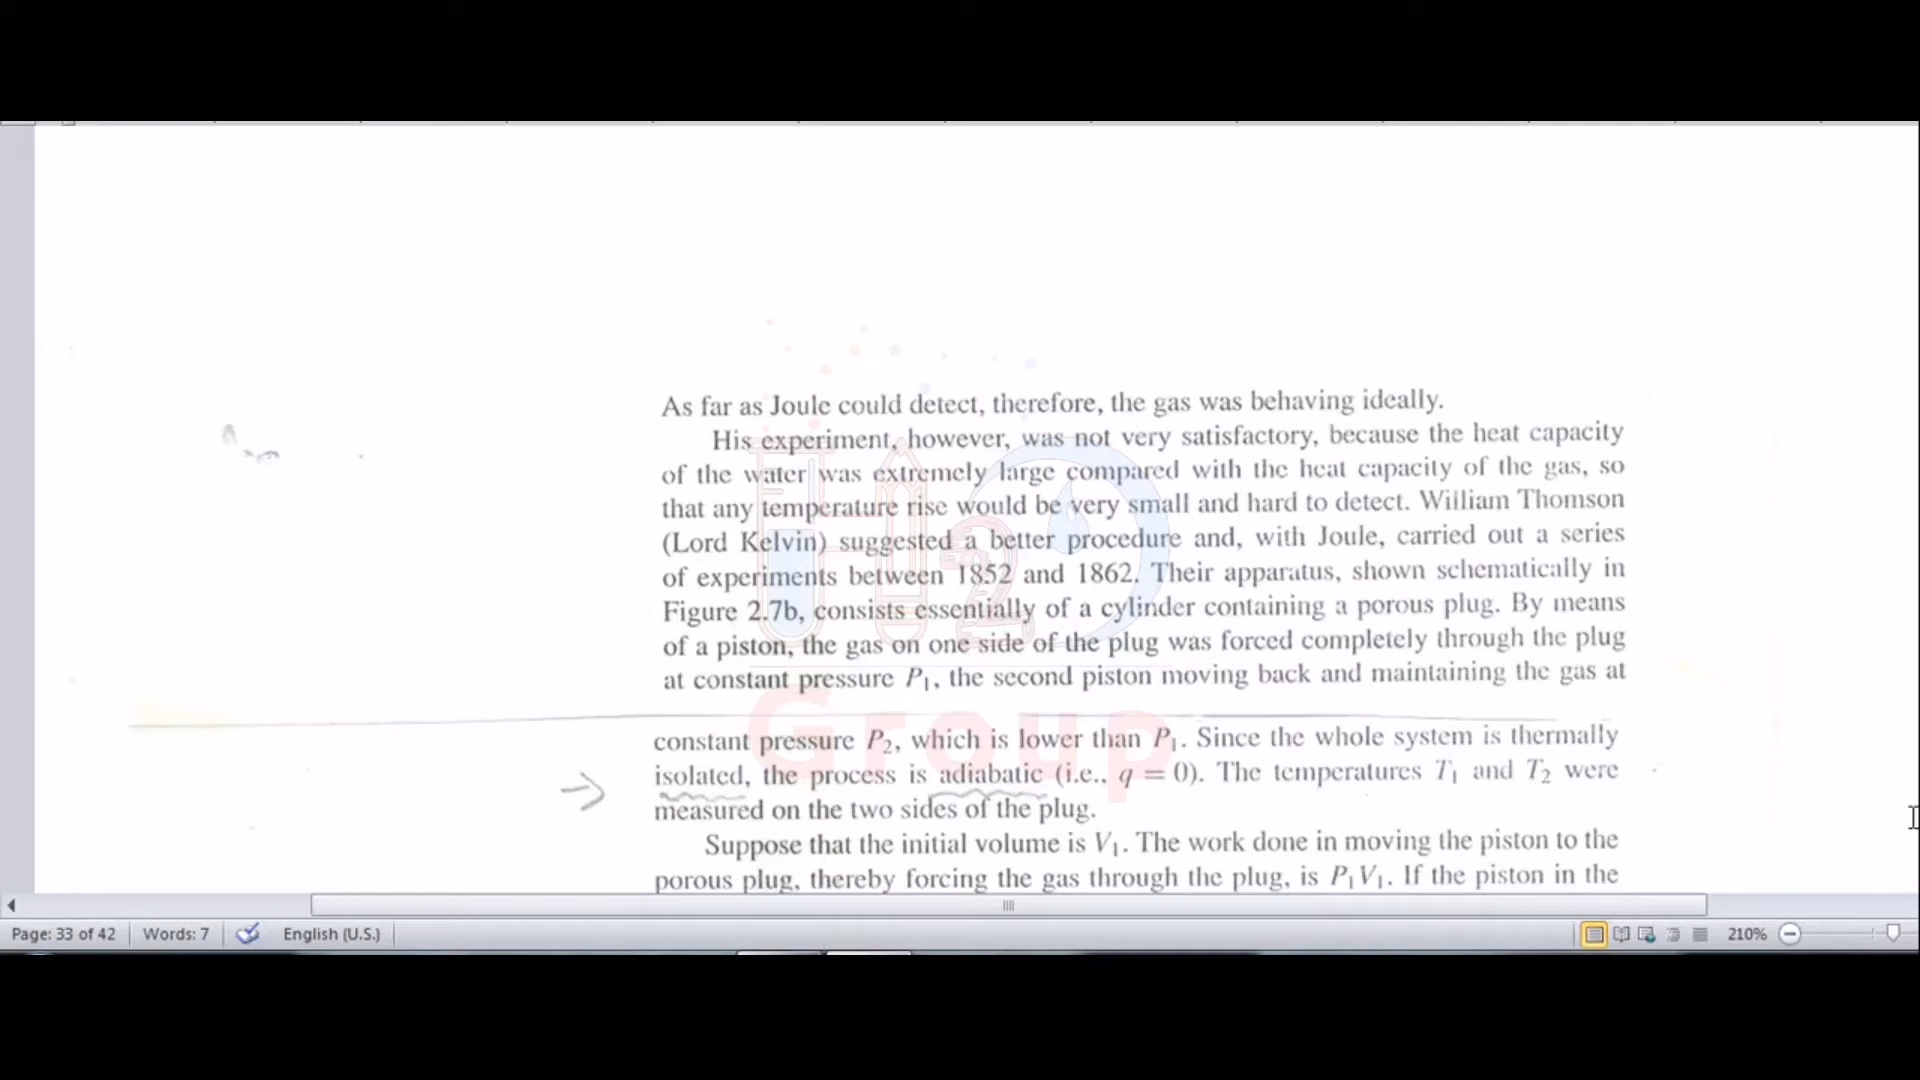 As far as Joule could detect, therefore, the gas was behaving ideally.
His experiment, however, was not very satisfactory, because the heat capacity
of the water was extremely large compared with the heat capacity of the gas, so
that any temperature rise would be very small and hard to detect. William Thomson
(Lord Kelvin) suggested a better procedure and, with Joule, carried out a series
of experiments between 1852 and 1862. Their apparatus, shown schematically in
Figure 2.7b, consists essentially of a cylinder containing a porous plug. By means
of a piston, the gas on one side of the plug was forced completely through the plug
at constant pressure P₁, the second piston moving back and maintaining the gas at
constant pressure P₂, which is lower than P₁. Since the whole system is thermally
isolated, the process is adiabatic (i.e., q = 0). The temperatures T₁ and T₂ were
measured on the two sides of the plug.
Suppose that the initial volume is V₁. The work done in moving the piston to the
porous plug, thereby forcing the gas through the plug, is P₁V₁. If the piston in the
H2O
Group
Page: 33 of 42 Words: 7 English (U.S.) 210%